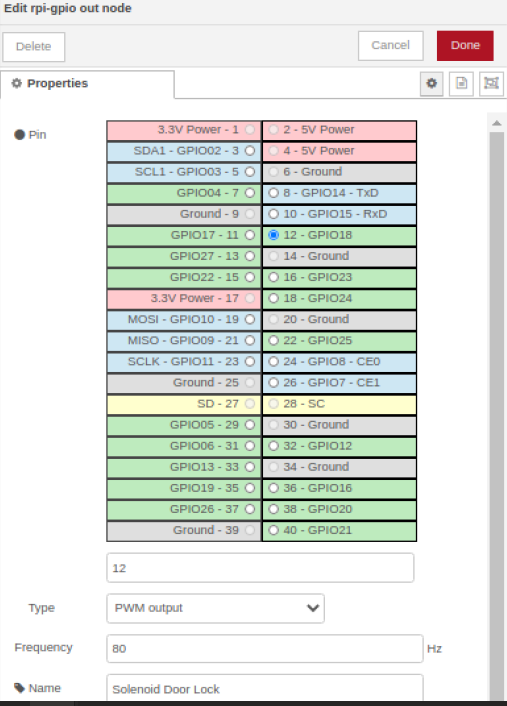 Edit rpi-gpio out node
Delete
Cancel
Done
Properties
Pin
3.3V Power - 1
2 - 5V Power
SDA1 - GPIO02 - 3
4 - 5V Power
SCL1 - GPIO03 - 5
6 - Ground
GPIO04 - 7
8 - GPIO14 - TxD
Ground - 9
10 - GPIO15 - RxD
GPIO17 - 11
12 - GPIO18
GPIO27 - 13
14 - Ground
GPIO22 - 15
16 - GPIO23
3.3V Power - 17
18 - GPIO24
MOSI - GPIO10 - 19
20 - Ground
MISO - GPIO09 - 21
22 - GPIO25
SCLK - GPIO11 - 23
24 - GPIO8 - CE0
Ground - 25
26 - GPIO7 - CE1
SD - 27
28 - SC
GPIO05 - 29
30 - Ground
GPIO06 - 31
32 - GPIO12
GPIO13 - 33
34 - Ground
GPIO19 - 35
36 - GPIO16
GPIO26 - 37
38 - GPIO20
Ground - 39
40 - GPIO21
12
Type
PWM output
Frequency
80
Hz
Name
Solenoid Door Lock